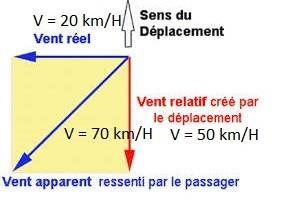 V = 20 km/H
Vent réel
Sens du
Déplacement
Vent relatif créé par
le déplacement
V = 70 km/H
V = 50 km/H
Vent apparent ressenti par le passager